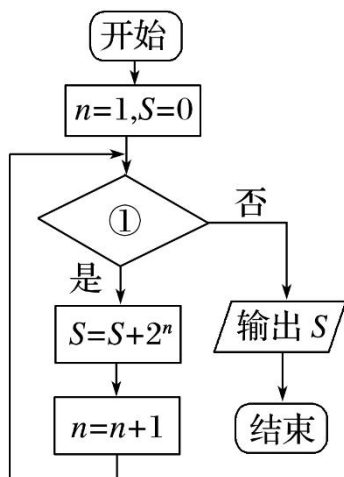 开始
n=1,S=0
①
否
是
S=S+2ⁿ
输出 S
n=n+1
结束